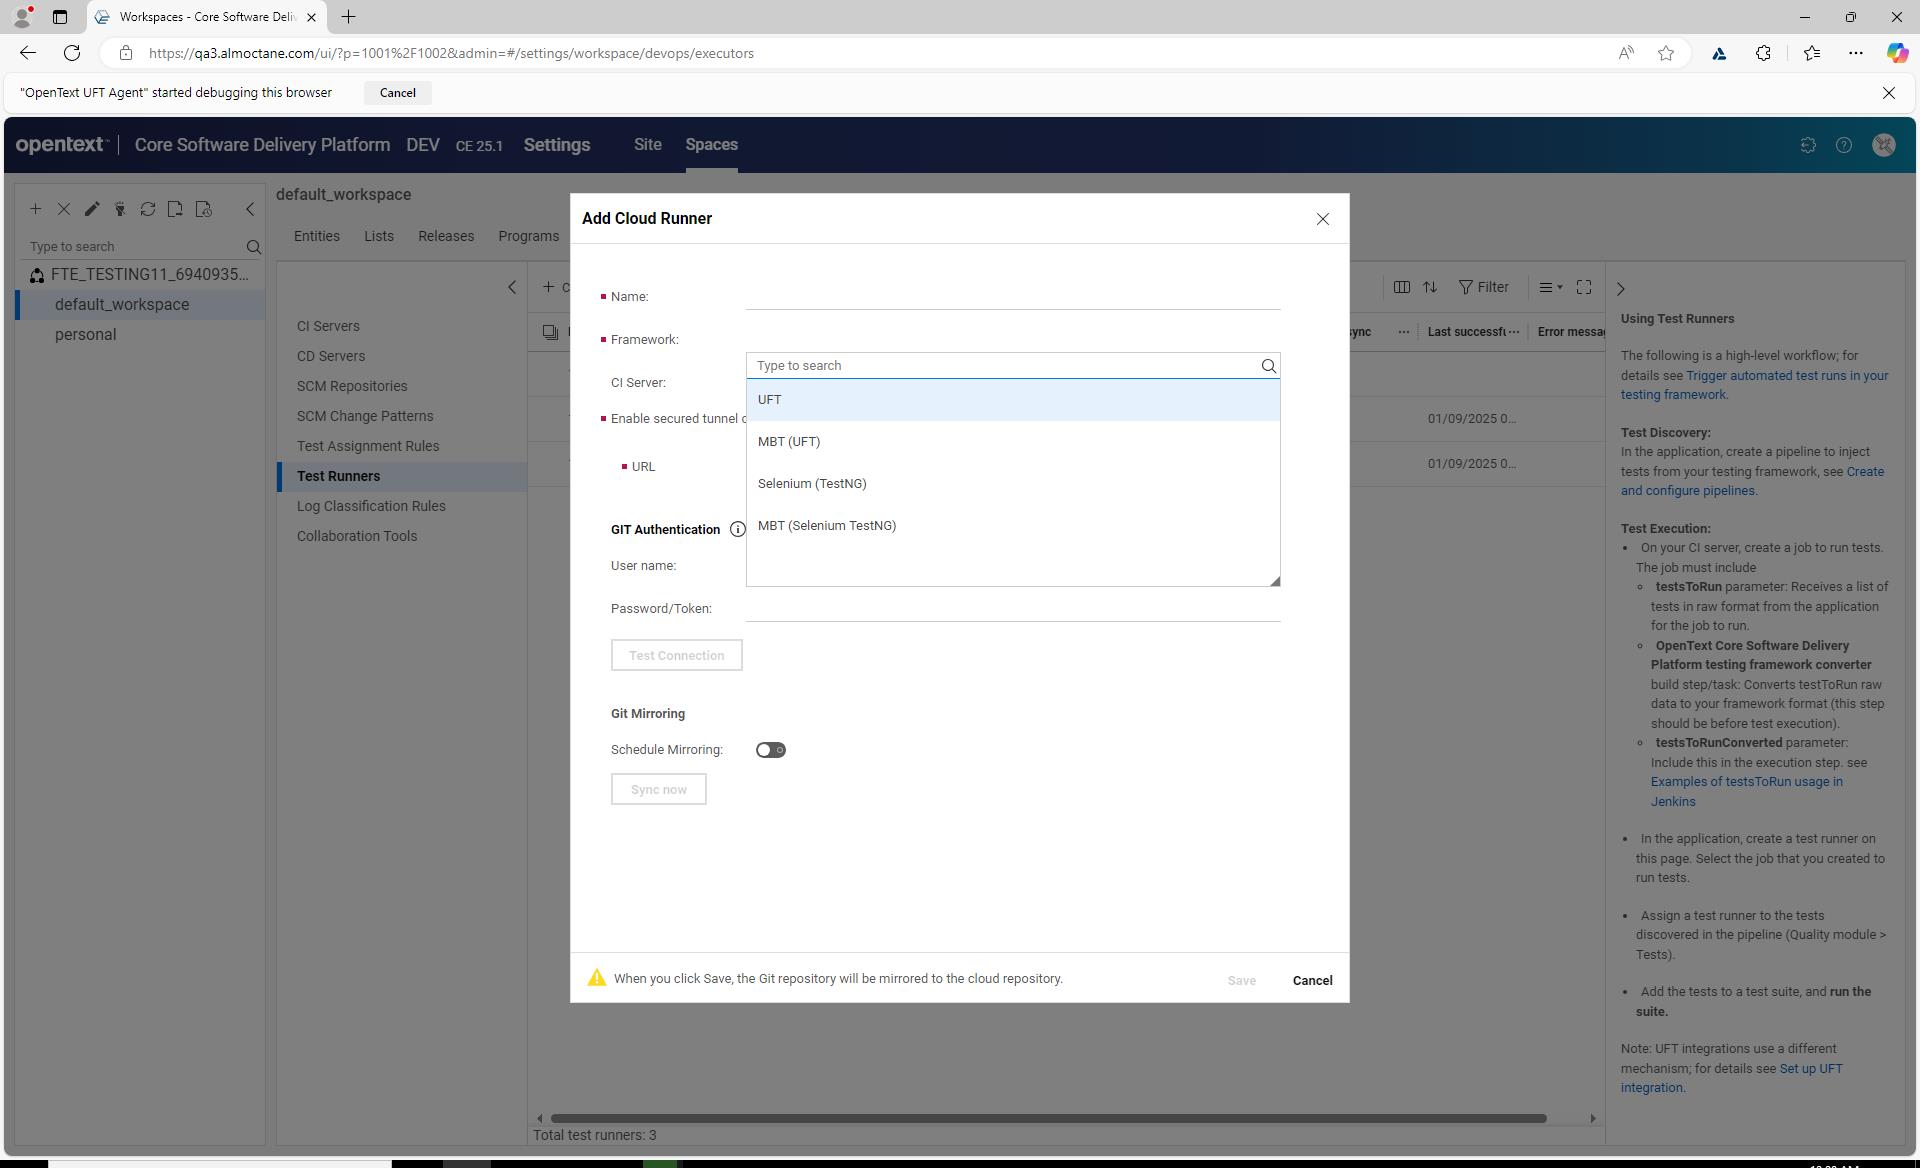 Workspaces - Core Software Deliv
https://qa3.almoctane.com/ui/?p=1001%2F1002&admin=#/settings/workspace/devops/executors
"OpenText UFT Agent" started debugging this browser
Cancel
opentext™ | Core Software Delivery Platform DEV CE 25.1 Settings Site Spaces
Type to search
FTE_TESTING11_6940935...
default_workspace
personal
default_workspace
Entities Lists Releases Programs
CI Servers
CD Servers
SCM Repositories
SCM Change Patterns
Test Assignment Rules
Test Runners
Log Classification Rules
Collaboration Tools
Filter
sync ... Last successfu... Error messag
01/09/2025 0...
01/09/2025 0...
Total test runners: 3
Add Cloud Runner
Name:
Framework:
Type to search
UFT
MBT (UFT)
Selenium (TestNG)
MBT (Selenium TestNG)
CI Server:
Enable secured tunnel
URL
GIT Authentication
User name:
Password/Token:
Test Connection
Git Mirroring
Schedule Mirroring:
Sync now
When you click Save, the Git repository will be mirrored to the cloud repository.
Save
Cancel
Using Test Runners
The following is a high-level workflow; for
details see Trigger automated test runs in your
testing framework.
Test Discovery:
In the application, create a pipeline to inject
tests from your testing framework, see Create
and configure pipelines.
Test Execution:
• On your CI server, create a job to run tests.
The job must include
◦ testsToRun parameter: Receives a list of
tests in raw format from the application
for the job to run.
◦ OpenText Core Software Delivery
Platform testing framework converter
build step/task: Converts testToRun raw
data to your framework format (this step
should be before test execution).
◦ testsToRunConverted parameter:
Include this in the execution step. see
Examples of testsToRun usage in
Jenkins
• In the application, create a test runner on
this page. Select the job that you created to
run tests.
• Assign a test runner to the tests
discovered in the pipeline (Quality module >
Tests).
• Add the tests to a test suite, and run the
suite.
Note: UFT integrations use a different
mechanism; for details see Set up UFT
integration.